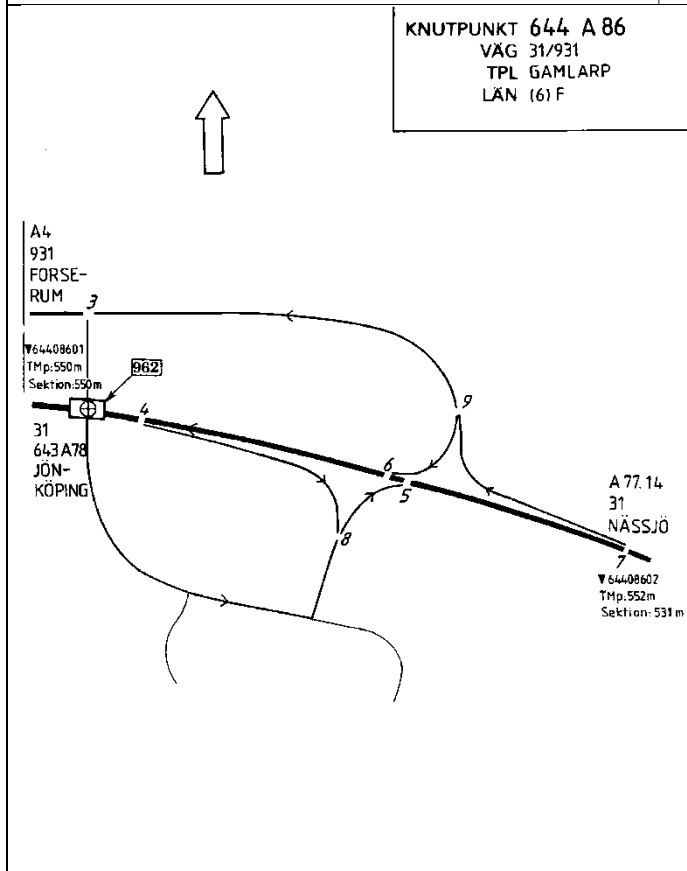 KNUTPUNKT 644 A 86
VÄG 31/931
TPL GAMLARP
LÄN (6) F
A4
931
FORSE-
RUM
3
▼64408601
TMp:550m
Sektion:550m
962
4
9
31
643 A78
JÖN-
KÖPING
6
5
A 77.14
31
NÄSSJÖ
8
7
▼64408602
TMp:552m
Sektion:531m